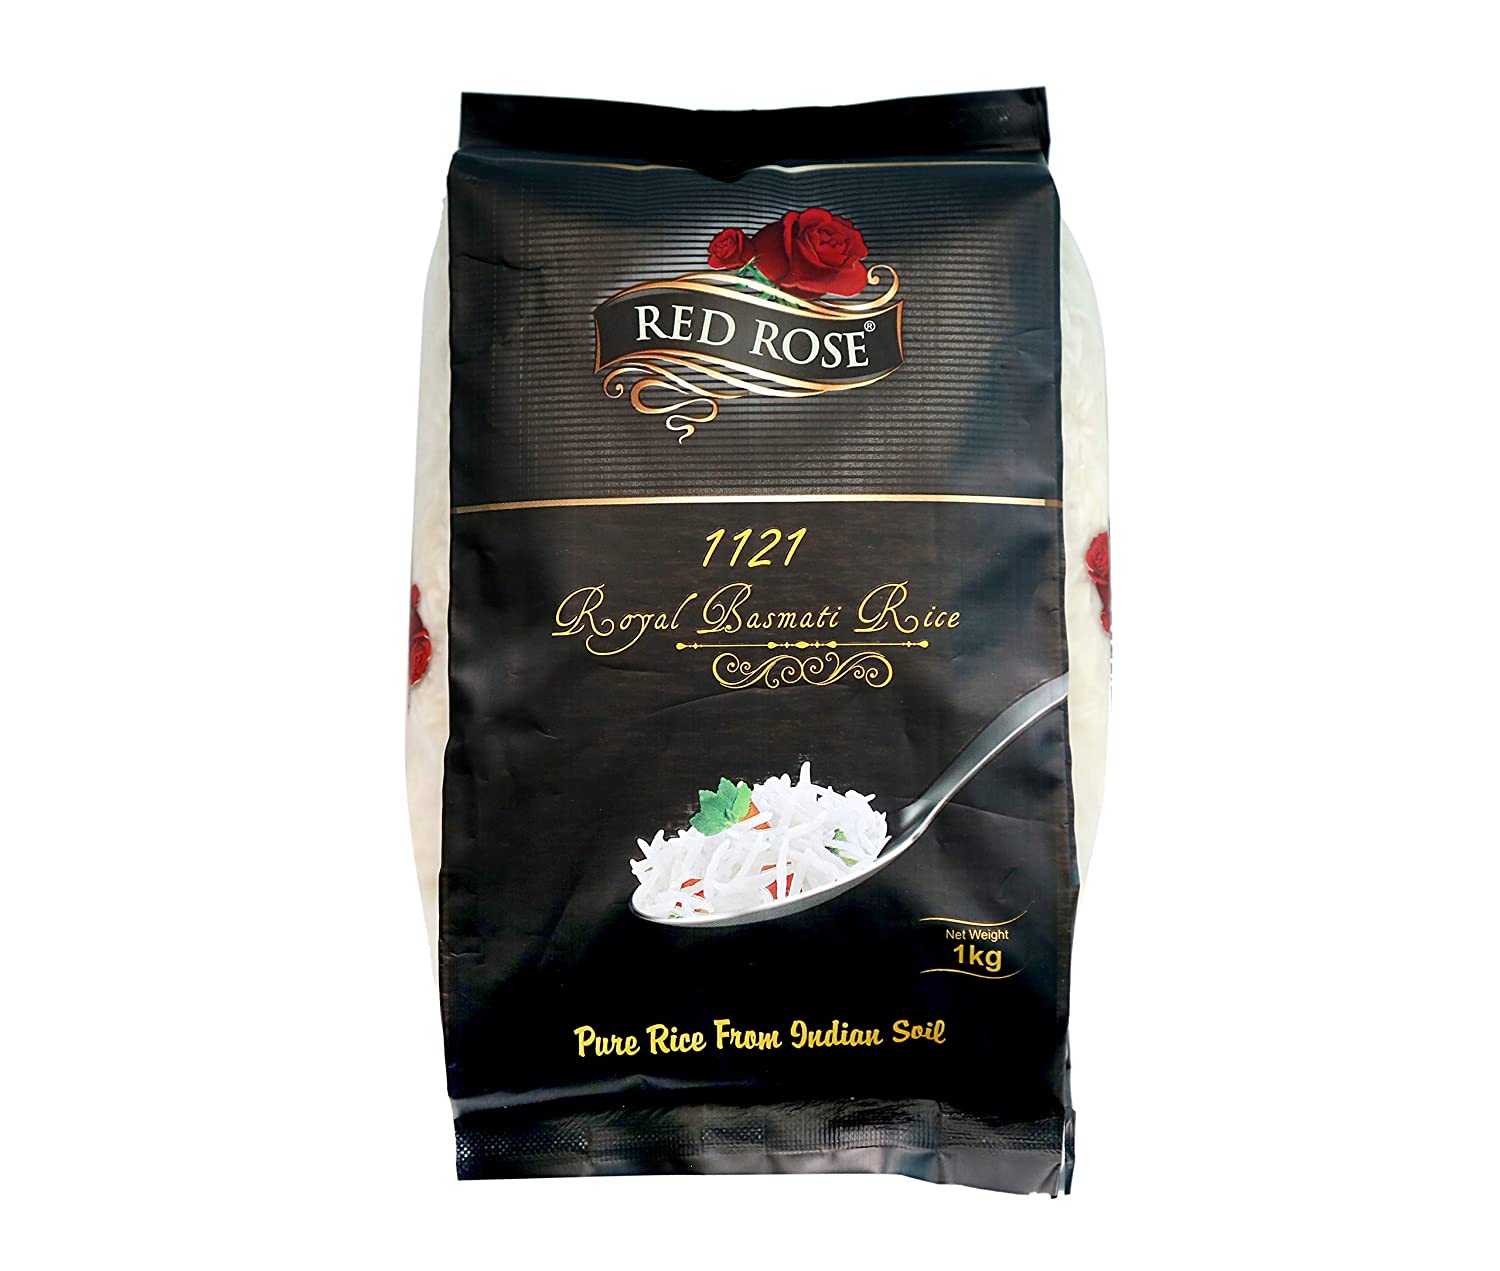 RED ROSE®
1121
Royal Basmati Rice
Net Weight
1kg
Pure Rice From Indian Soil